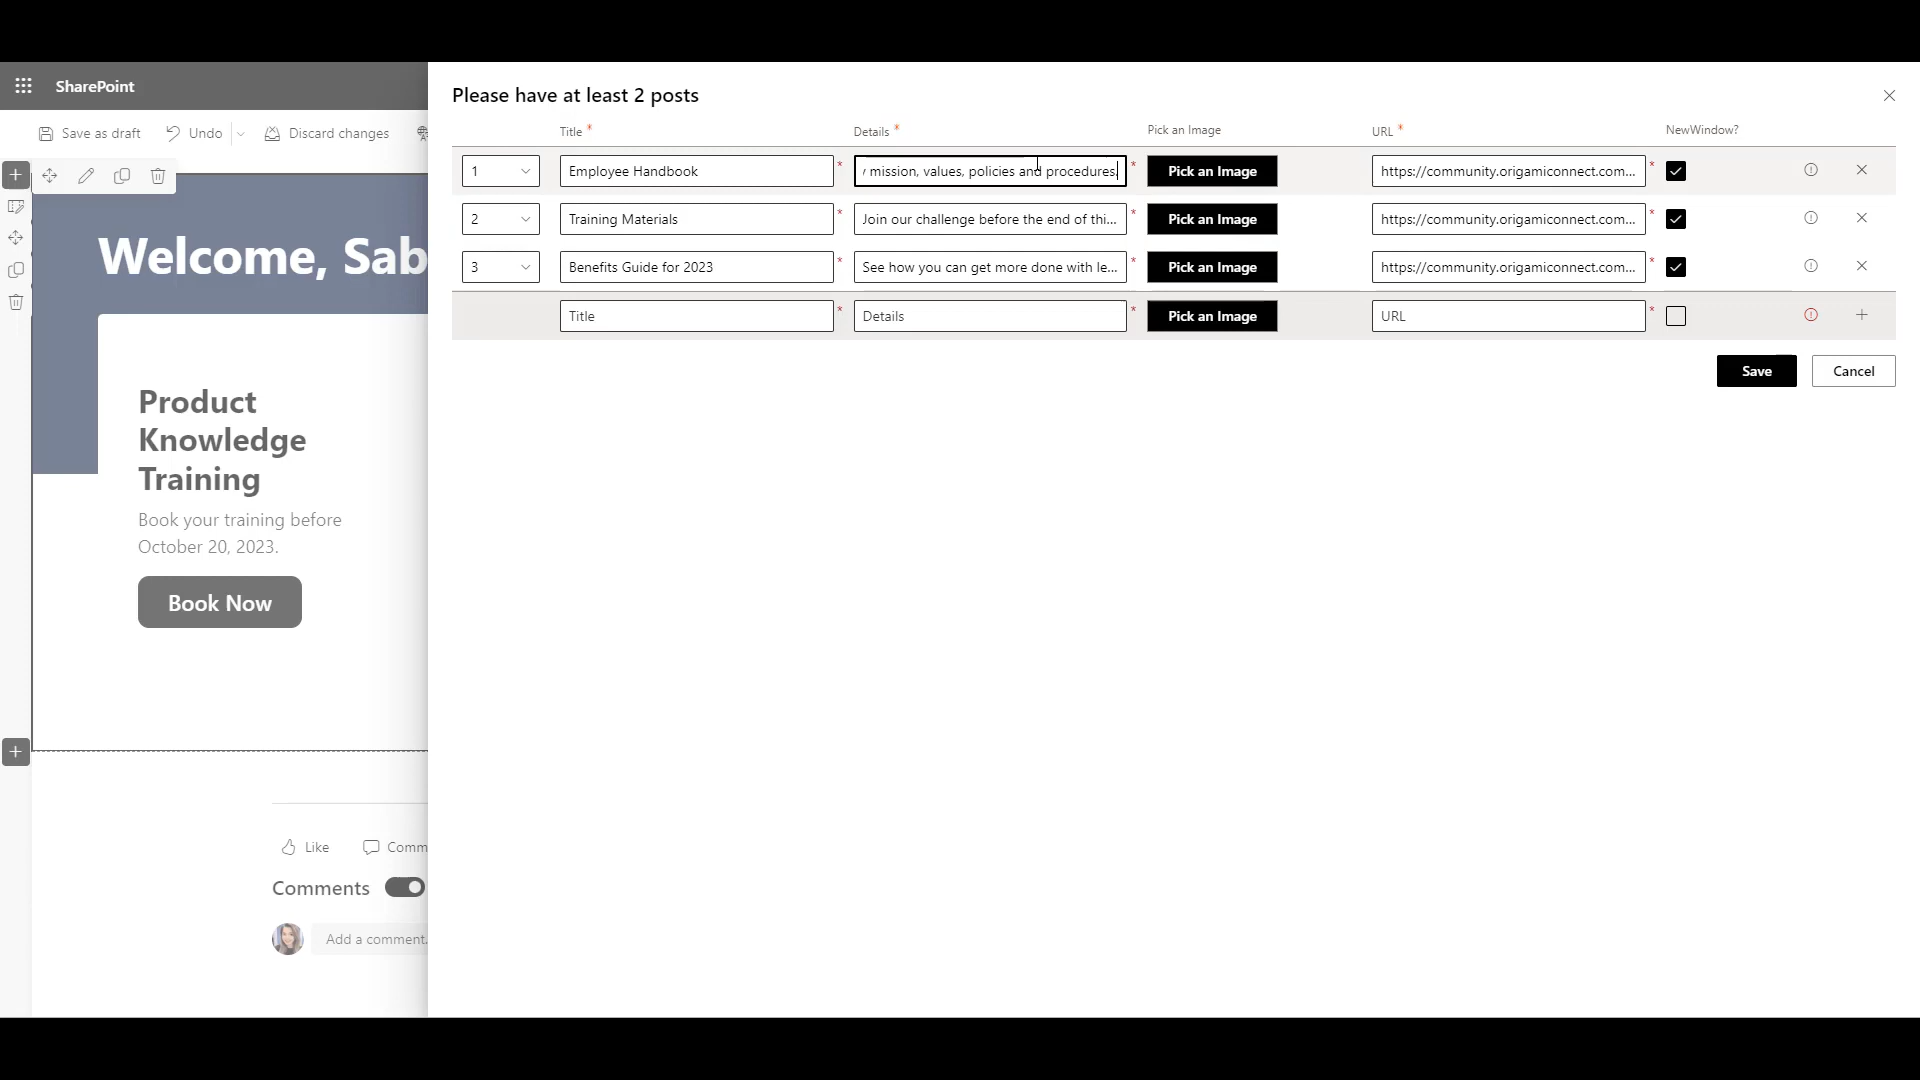 SharePoint
Save as draft
Undo
Discard changes
Welcome, Sab
Product
Knowledge
Training
Book your training before
October 20, 2023.
Book Now
Like
Comm
Comments
Add a comment.
Please have at least 2 posts
Title * Details * Pick an Image URL * NewWindow?
1 Employee Handbook * mission, values, policies and procedures. * Pick an Image https://community.origamiconnect.com... *
2 Training Materials * Join our challenge before the end of thi... * Pick an Image https://community.origamiconnect.com... *
3 Benefits Guide for 2023 * See how you can get more done with le... * Pick an Image https://community.origamiconnect.com... *
Title * Details * Pick an Image URL *
Save Cancel